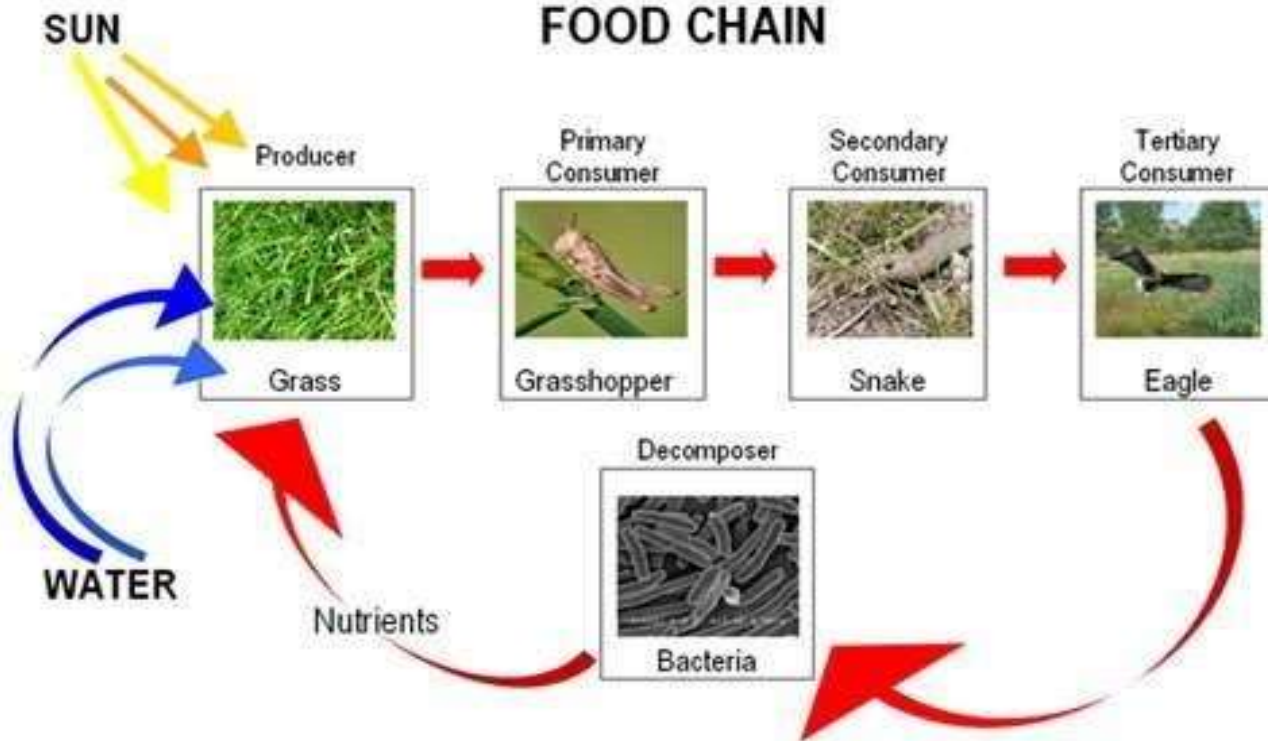 FOOD CHAIN
SUN
Producer
Primary
Consumer
Secondary
Consumer
Tertiary
Consumer
Grass
Grasshopper
Snake
Eagle
Decomposer
WATER
Nutrients
Bacteria